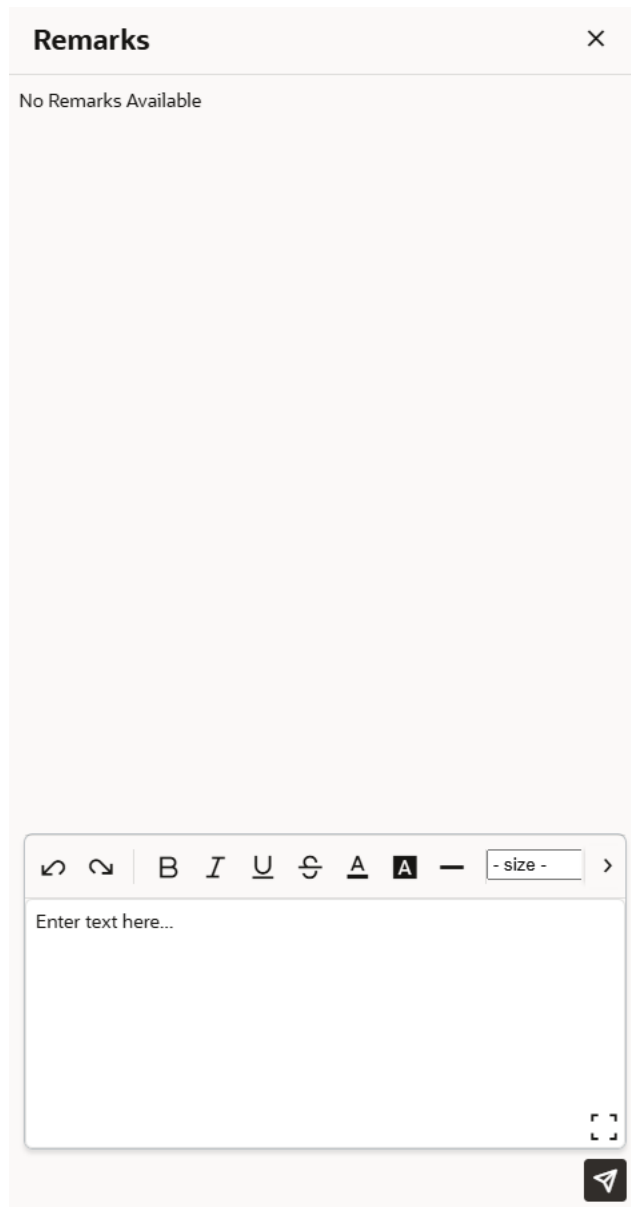 Remarks
No Remarks Available
B I U S A A - size -
Enter text here...